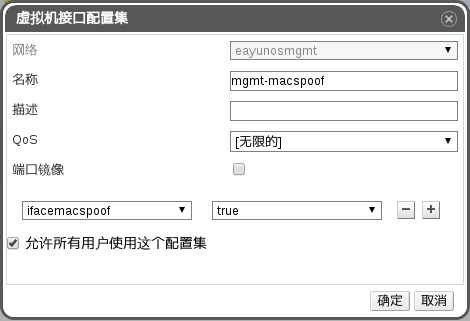 虚拟机接口配置集
网络 eayunosmgmt
名称 mgmt-macspoof
描述
QoS [无限的]
端口镜像
ifacemacspoof true
允许所有用户使用这个配置集
确定 取消